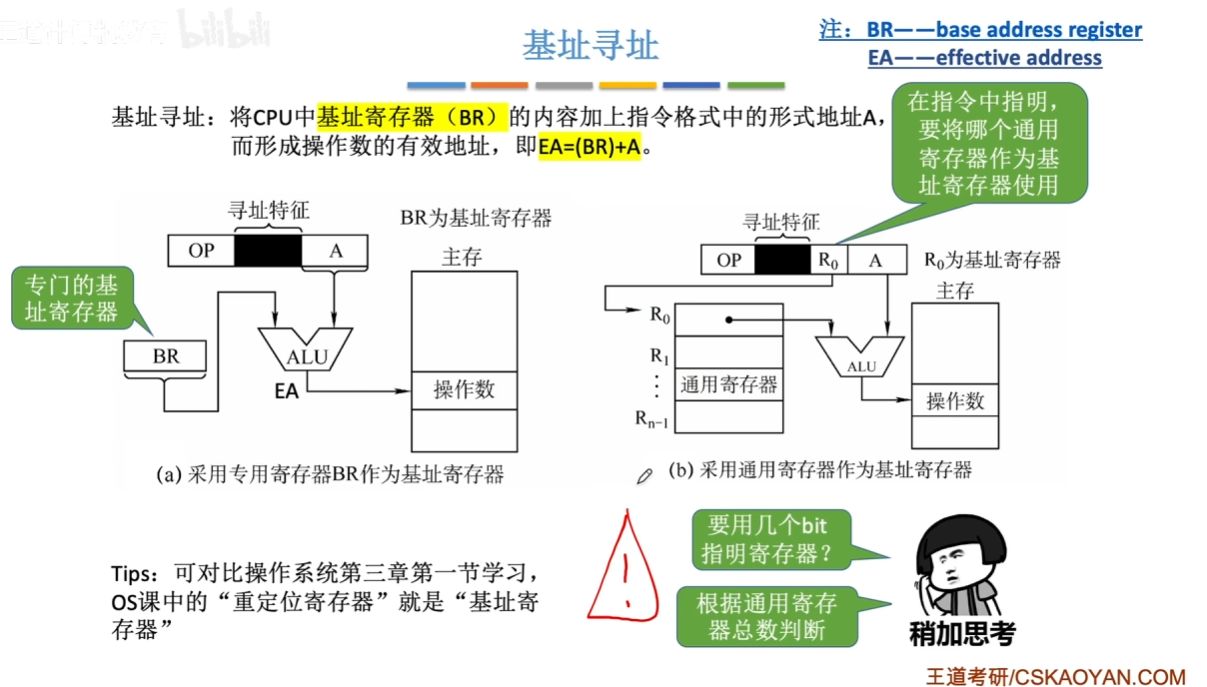 bilibili
基址寻址
注：BR——base address register
EA——effective address
基址寻址：将CPU中基址寄存器（BR）的内容加上指令格式中的形式地址A，
而形成操作数的有效地址，即EA=(BR)+A。
在指令中指明，
要将哪个通用
寄存器作为基
址寄存器使用
寻址特征
BR为基址寄存器
OP
A
主存
专门的基
址寄存器
BR
ALU
EA
操作数
(a) 采用专用寄存器BR作为基址寄存器
寻址特征
OP
R₀
A
R₀为基址寄存器
主存
R₀
R₁
⋮
通用寄存器
Rₙ₋₁
ALU
操作数
(b) 采用通用寄存器作为基址寄存器
Tips：可对比操作系统第三章第一节学习，
OS课中的“重定位寄存器”就是“基址寄
存器”
!
要用几个bit
指明寄存器？
根据通用寄存
器总数判断
稍加思考
王道考研/CSKAOYAN.COM